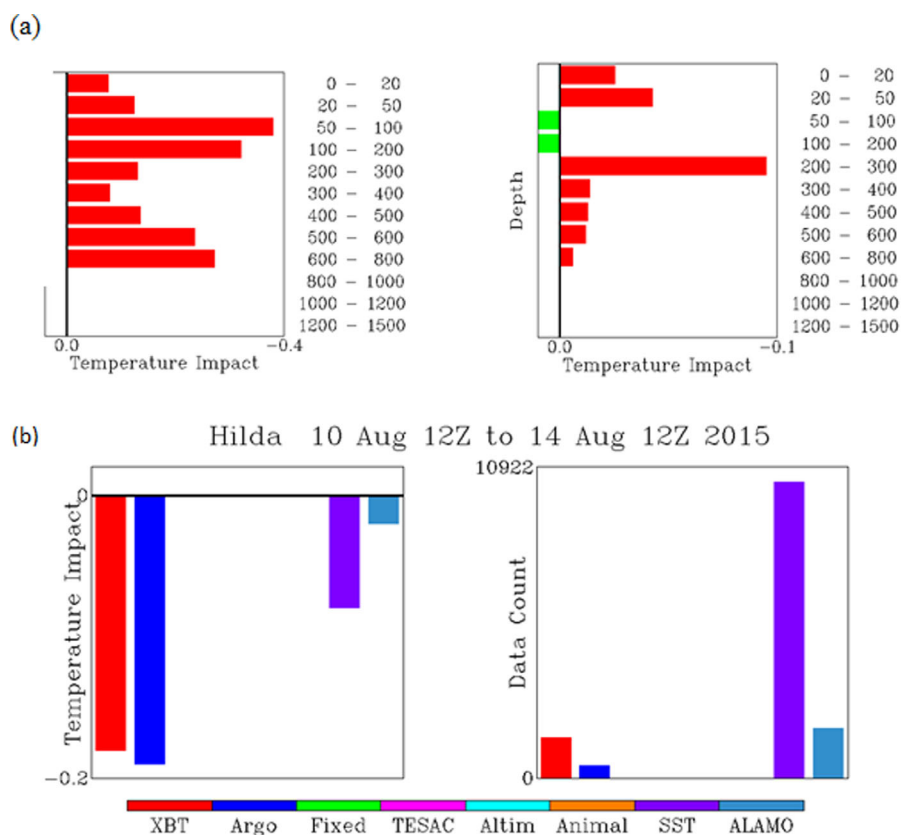 (a)
0 - 20
20 - 50
50 - 100
100 - 200
200 - 300
300 - 400
400 - 500
500 - 600
600 - 800
800 - 1000
1000 - 1200
1200 - 1500
0.0 -0.4
Temperature Impact
Depth
0 - 20
20 - 50
50 - 100
100 - 200
200 - 300
300 - 400
400 - 500
500 - 600
600 - 800
800 - 1000
1000 - 1200
1200 - 1500
0.0 -0.1
Temperature Impact
(b)
Hilda 10 Aug 12Z to 14 Aug 12Z 2015
Temperature Impact
0
-0.2
Data Count
10922
0
XBT Argo Fixed TESAC Altim Animal SST ALAMO